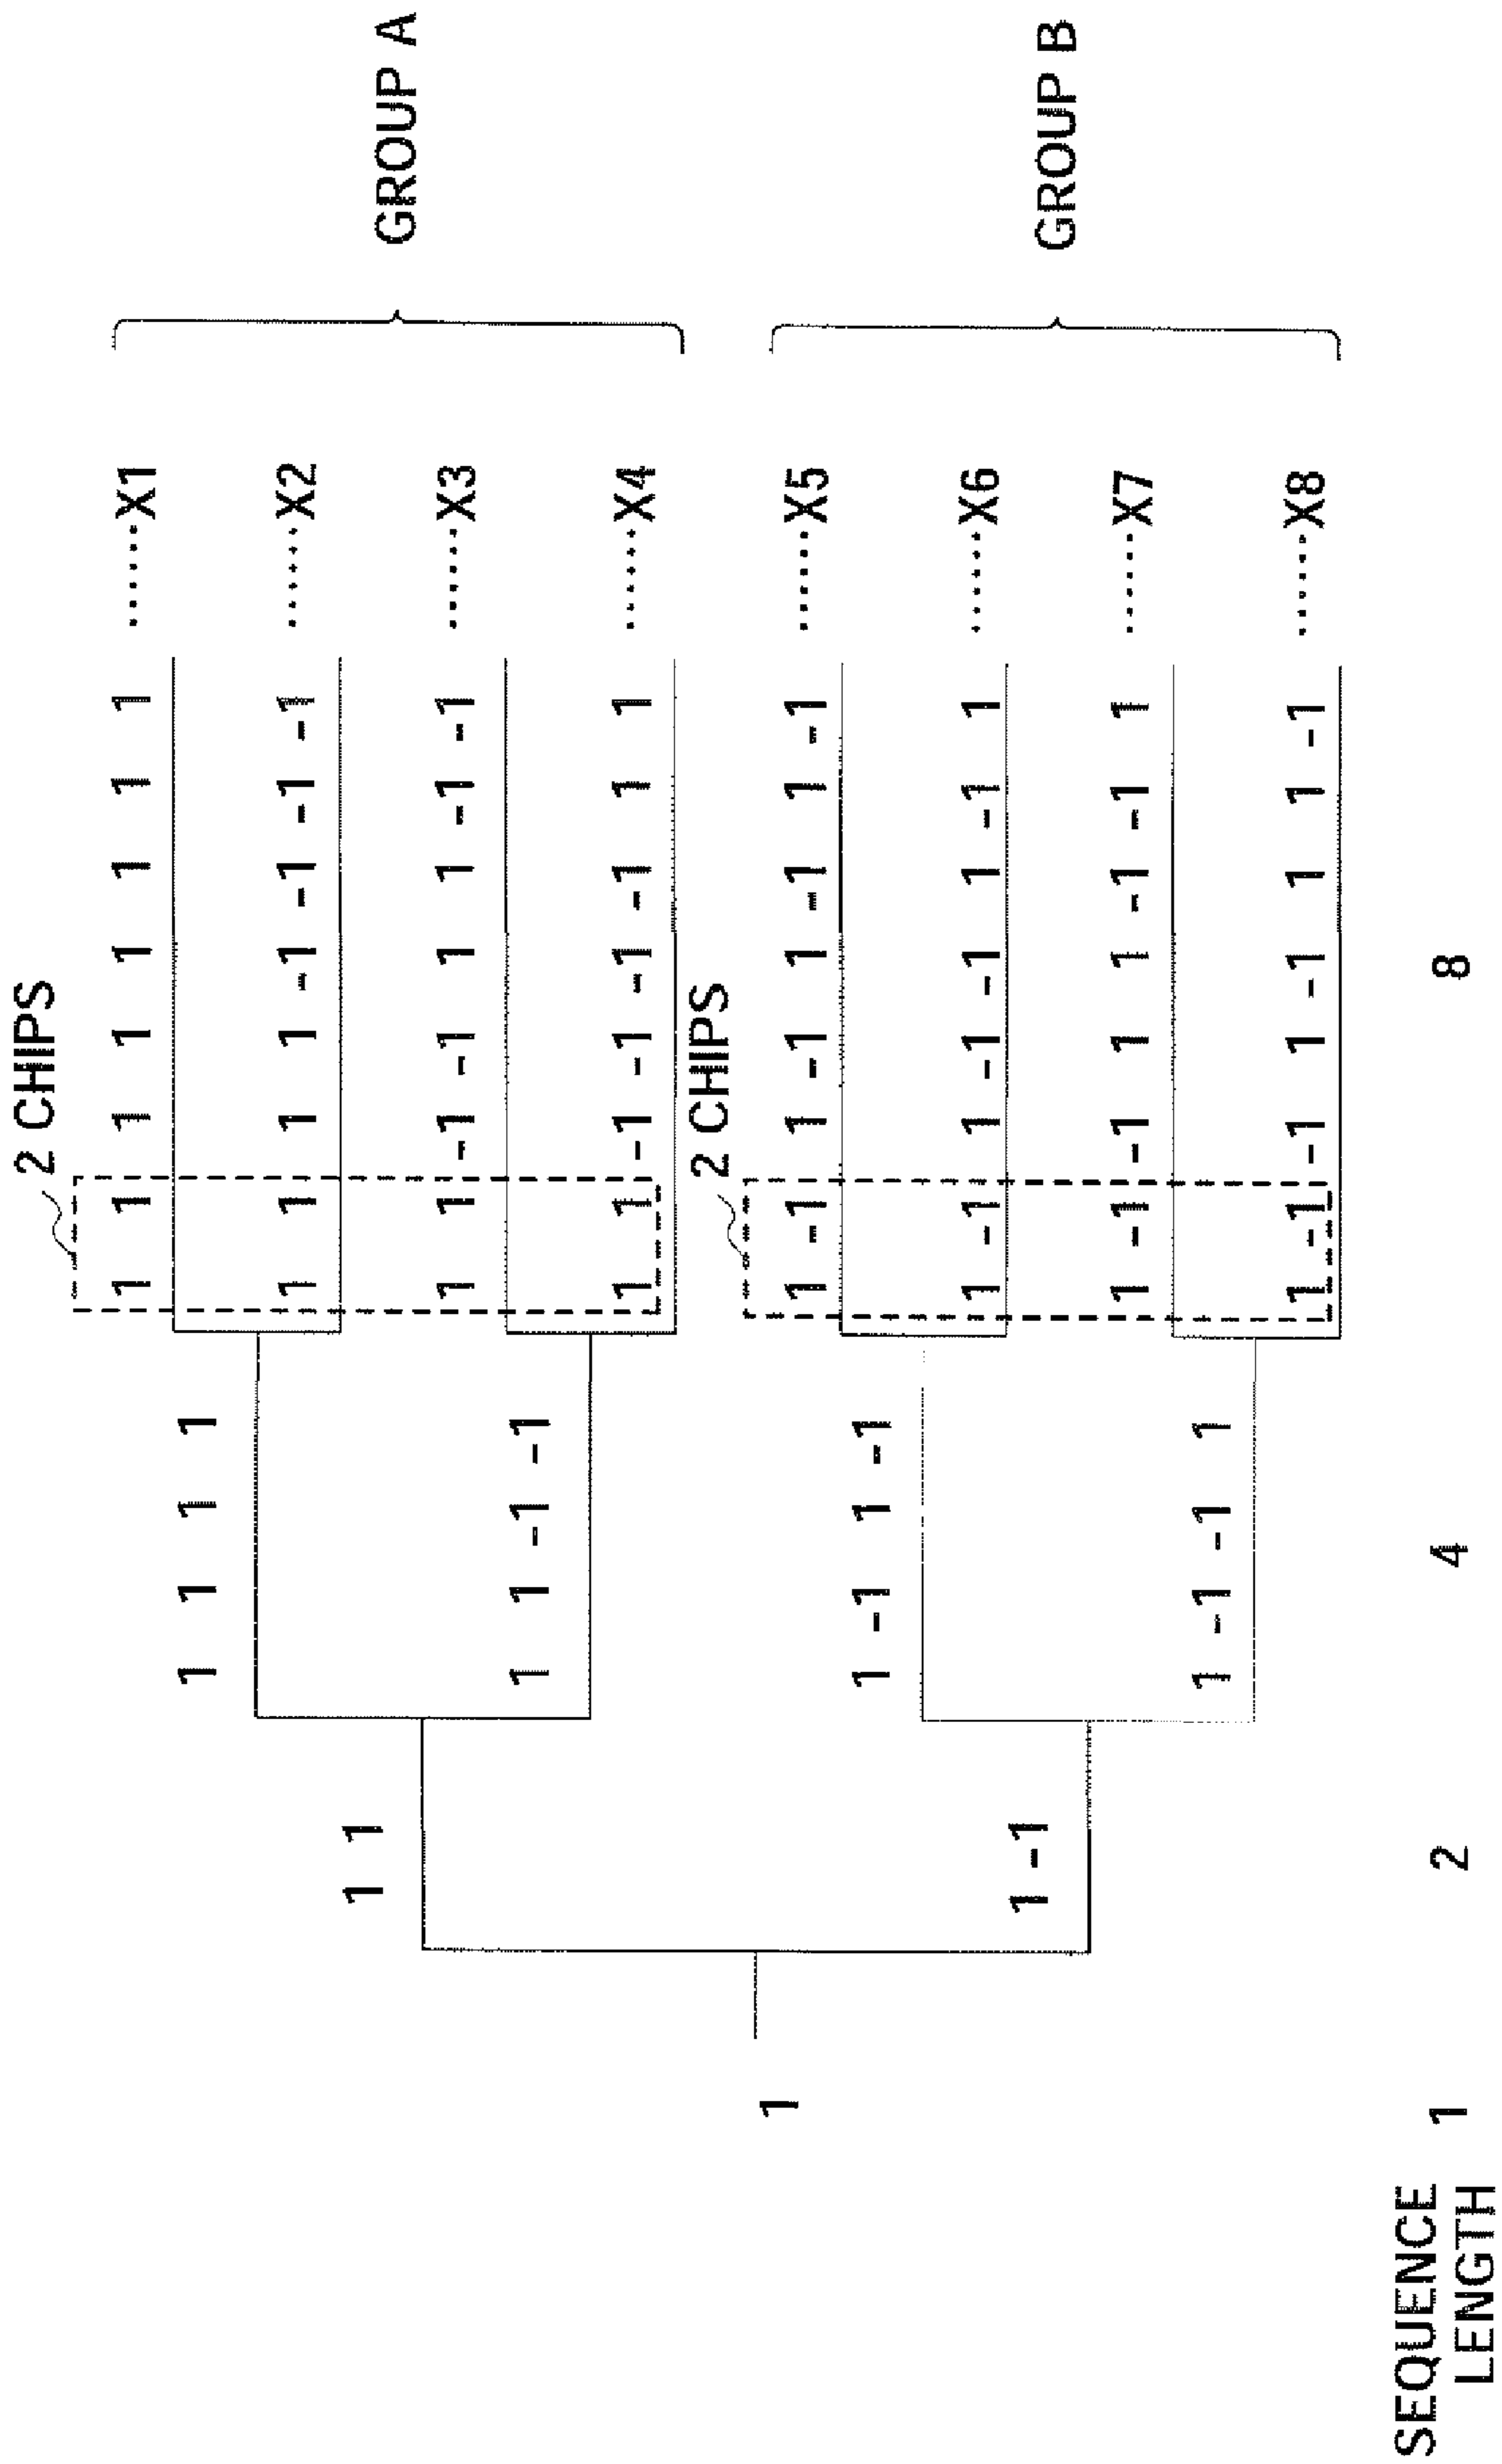 2 CHIPS
1 1 1 1 1 1 1 1 ······X1
1 1 1 1
1 1 1 1 -1 -1 -1 -1 ······X2
1 1
GROUP A
1 1 -1 -1 1 1 -1 -1 ······X3
1 1 -1 -1
1 1 -1 -1 -1 -1 1 1 ······X4
2 CHIPS
1
1 -1 1 -1 1 -1 1 -1 ······X5
1 -1 1 -1
1 -1 1 -1 -1 1 -1 1 ······X6
1 -1
GROUP B
1 -1 -1 1 1 -1 -1 1 ······X7
1 -1 -1 1
1 -1 -1 1 -1 1 1 -1 ······X8
SEQUENCE
LENGTH
1 2 4 8